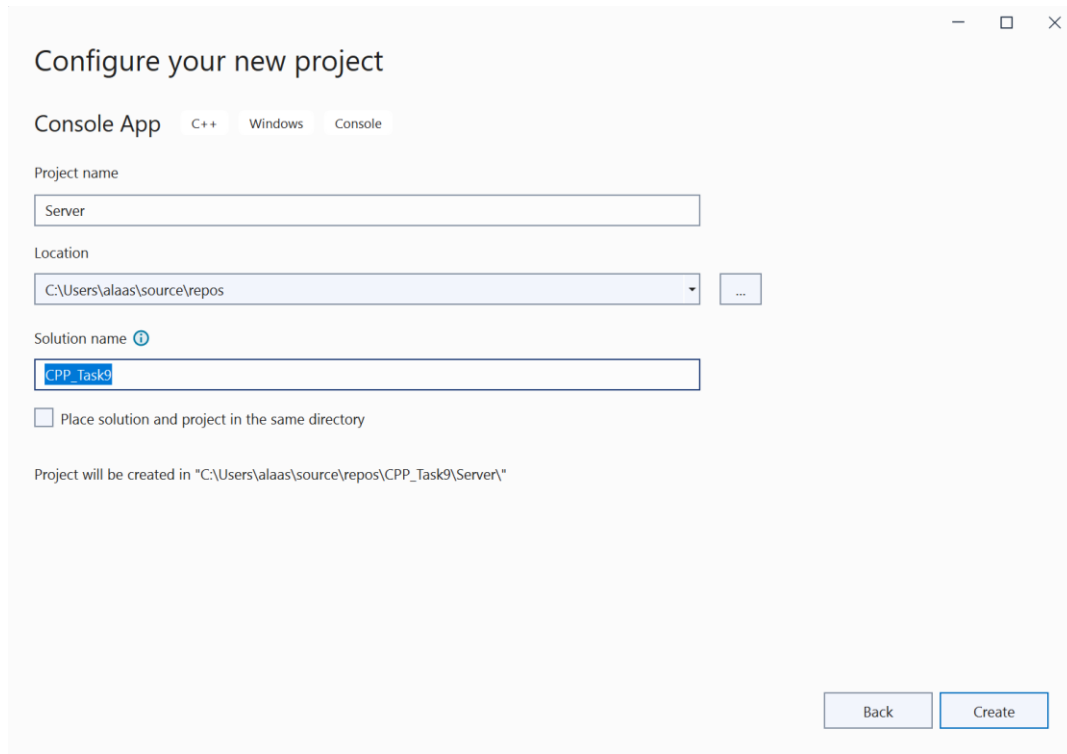 Configure your new project
Console App C++ Windows Console
Project name
Server
Location
C:\Users\alaas\source\repos
...
Solution name
CPP_Task9
Place solution and project in the same directory
Project will be created in "C:\Users\alaas\source\repos\CPP_Task9\Server\"
Back Create